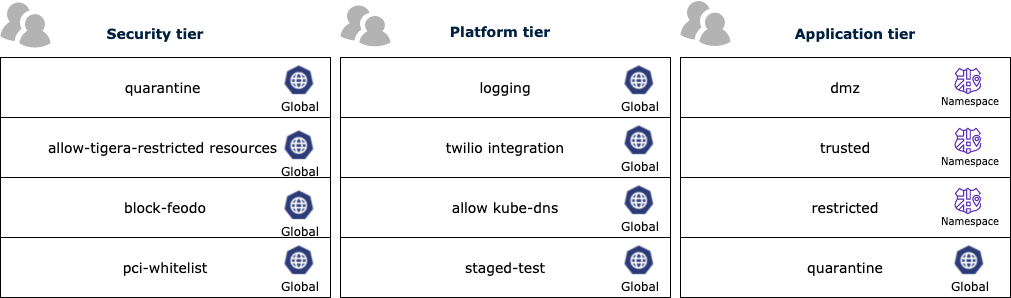 Security tier
quarantine
Global
allow-tigera-restricted resources
Global
block-feodo
Global
pci-whitelist
Global
Platform tier
logging
Global
twilio integration
Global
allow kube-dns
Global
staged-test
Global
Application tier
dmz
Namespace
trusted
Namespace
restricted
Namespace
quarantine
Global